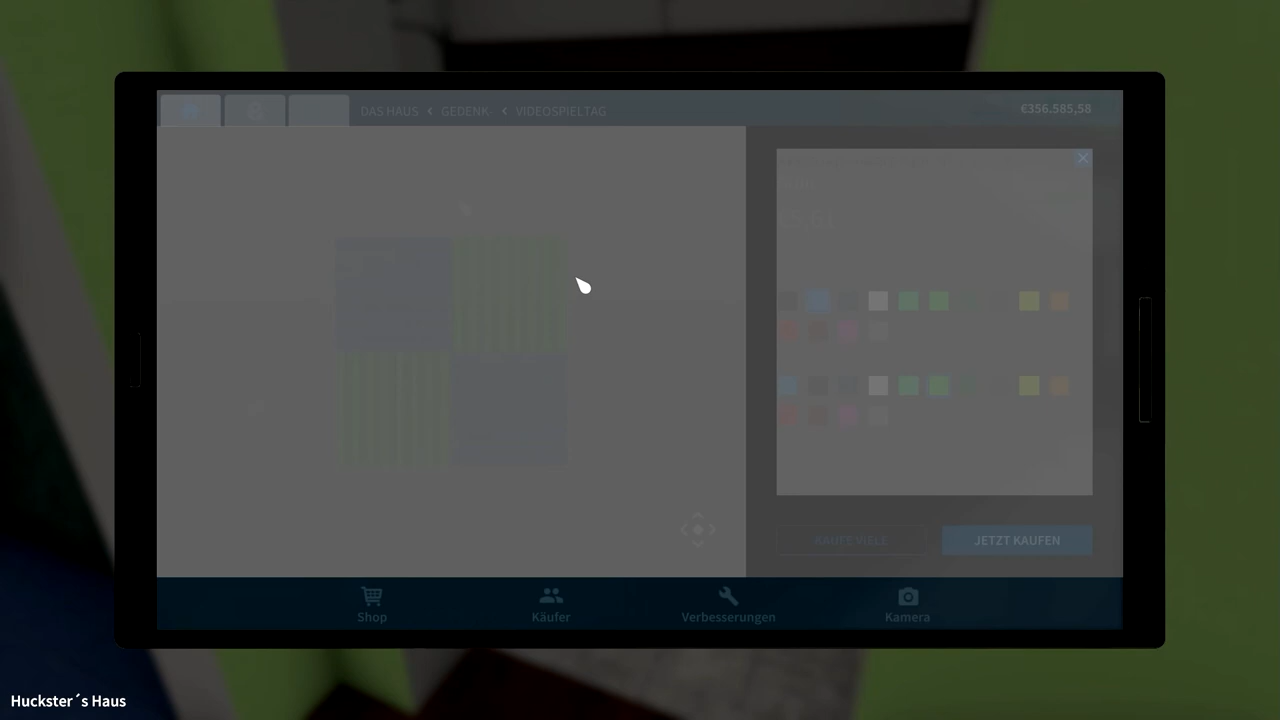 DAS HAUS < GEDENK- < VIDEOSPIELTAG
€356.585,58
KAUFE VIELE
JETZT KAUFEN
Shop
Käufer
Verbesserungen
Kamera
Huckster´s Haus